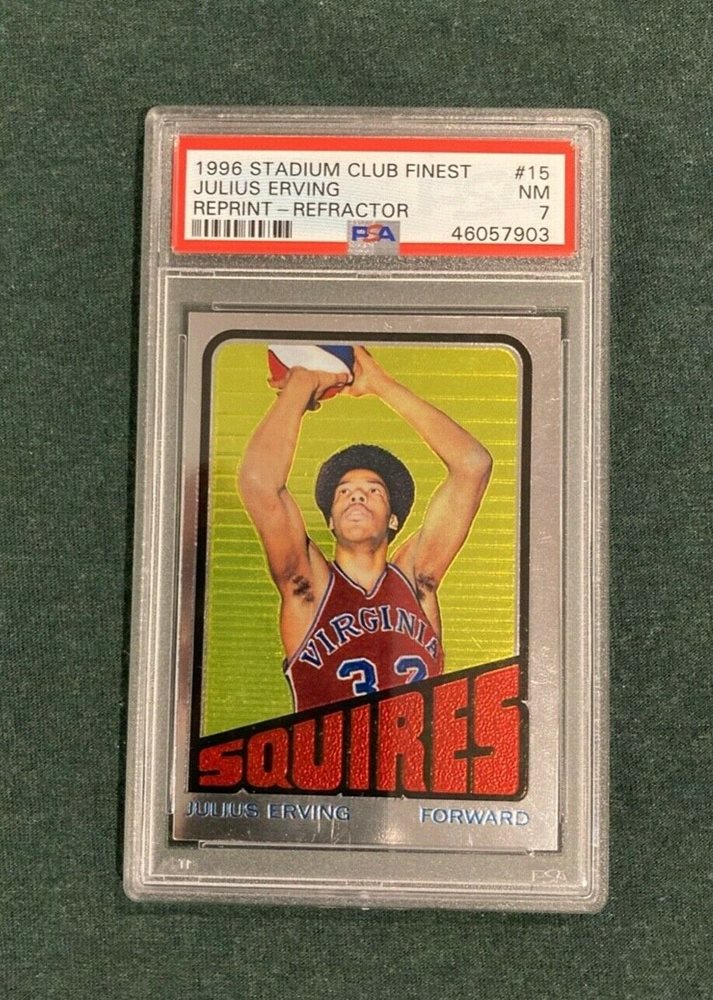 1996 STADIUM CLUB FINEST #15
JULIUS ERVING NM
REPRINT – REFRACTOR 7
PSA 46057903
VIRGINIA
32
SQUIRES
JULIUS ERVING FORWARD
PSA